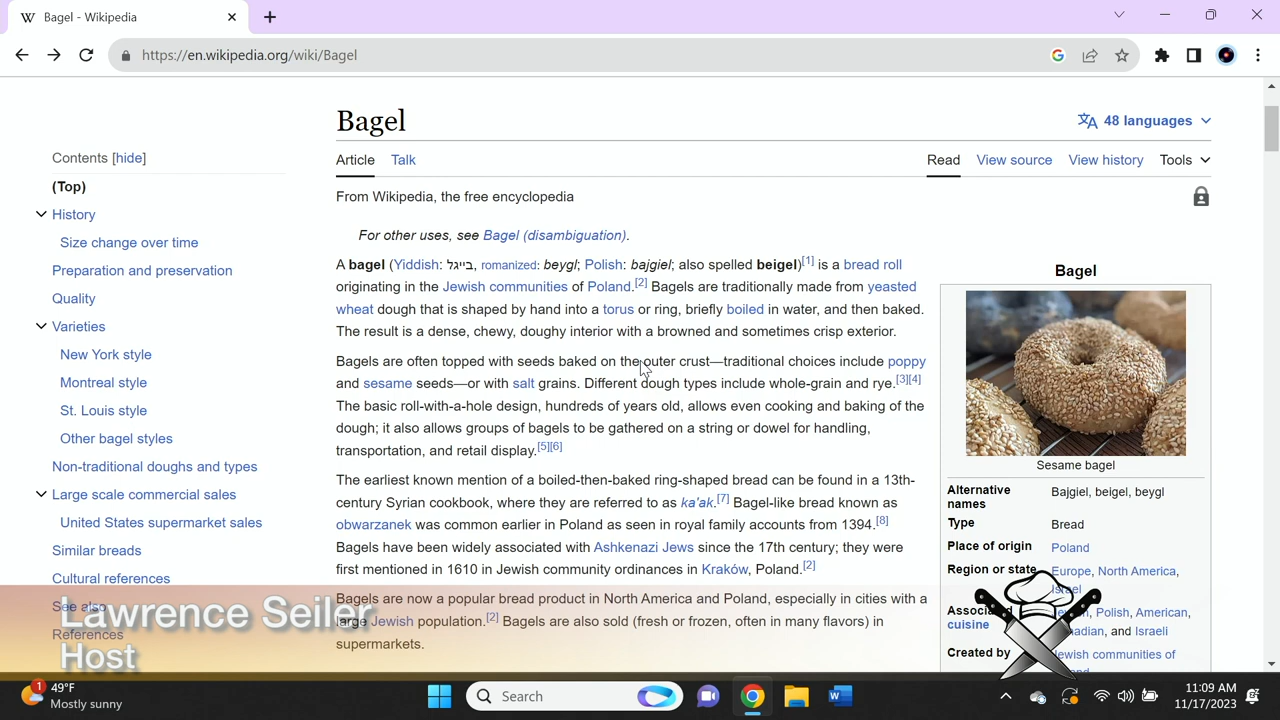 Bagel - Wikipedia
https://en.wikipedia.org/wiki/Bagel
Bagel
48 languages
Article Talk
Read View source View history Tools
From Wikipedia, the free encyclopedia
For other uses, see Bagel (disambiguation).
Contents [hide]
(Top)
History
Size change over time
Preparation and preservation
Quality
Varieties
New York style
Montreal style
St. Louis style
Other bagel styles
Non-traditional doughs and types
Large scale commercial sales
United States supermarket sales
Similar breads
Cultural references
See also
References
A bagel (Yiddish: בייגל, romanized: beygl; Polish: bajgiel; also spelled beigel)[1] is a bread roll
originating in the Jewish communities of Poland.[2] Bagels are traditionally made from yeasted
wheat dough that is shaped by hand into a torus or ring, briefly boiled in water, and then baked.
The result is a dense, chewy, doughy interior with a browned and sometimes crisp exterior.
Bagels are often topped with seeds baked on the outer crust—traditional choices include poppy
and sesame seeds—or with salt grains. Different dough types include whole-grain and rye.[3][4]
The basic roll-with-a-hole design, hundreds of years old, allows even cooking and baking of the
dough; it also allows groups of bagels to be gathered on a string or dowel for handling,
transportation, and retail display.[5][6]
The earliest known mention of a boiled-then-baked ring-shaped bread can be found in a 13th-
century Syrian cookbook, where they are referred to as ka'ak.[7] Bagel-like bread known as
obwarzanek was common earlier in Poland as seen in royal family accounts from 1394.[8]
Bagels have been widely associated with Ashkenazi Jews since the 17th century; they were
first mentioned in 1610 in Jewish community ordinances in Kraków, Poland.[2]
Bagels are now a popular bread product in North America and Poland, especially in cities with a
large Jewish population.[2] Bagels are also sold (fresh or frozen, often in many flavors) in
supermarkets.
Bagel
Sesame bagel
Alternative names Bajgiel, beigel, beygl
Type Bread
Place of origin Poland
Region or state Europe, North America,
Israel
cuisine Polish, American,
and Israeli
Created by Jewish communities of
Lawrence Seiler
Host
1
49°F
Mostly sunny
Search
11:09 AM
11/17/2023